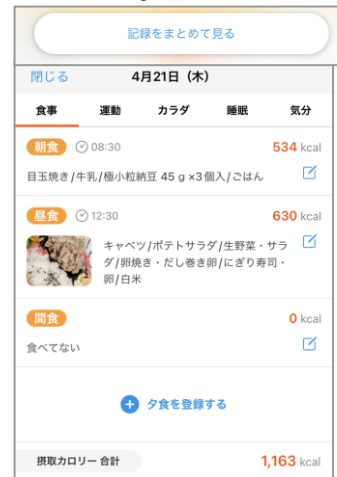 記録をまとめて見る
閉じる 4月21日（木）
食事 運動 カラダ 睡眠 気分
朝食 08:30 534 kcal
目玉焼き/牛乳/極小粒納豆 45 g ×3個入/ごはん
昼食 12:30 630 kcal
キャベツ/ポテトサラダ/生野菜・サラ
ダ/卵焼き・だし巻き卵/にぎり寿司・
卵/白米
間食 0 kcal
食べてない
夕食を登録する
摂取カロリー 合計 1,163 kcal